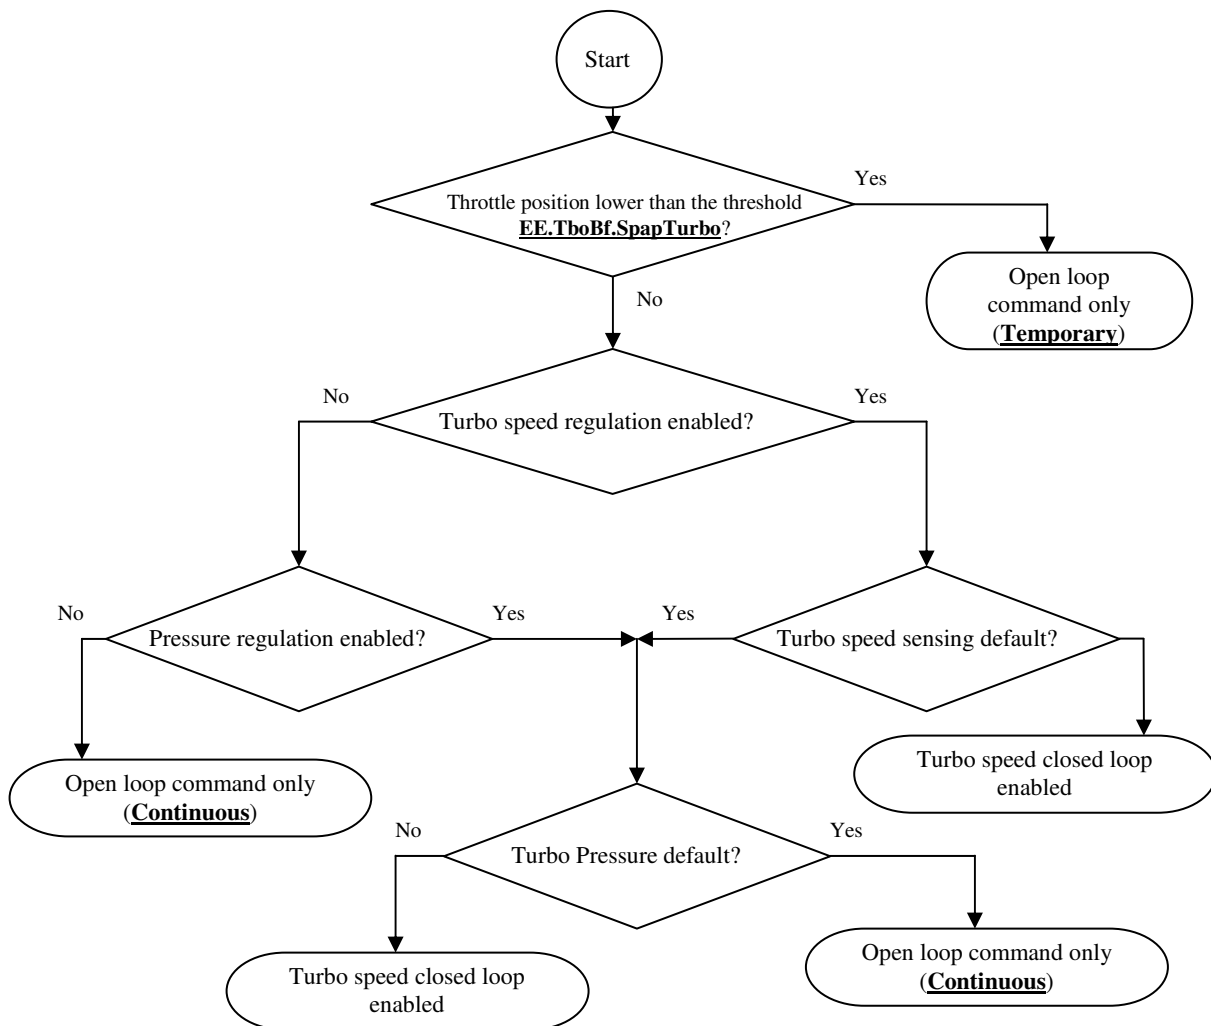 Start
Yes
Throttle position lower than the threshold
EE.TboBf.SpapTurbo?
Open loop
command only
(Temporary)
No
No
Yes
Turbo speed regulation enabled?
No
Yes
Yes
Pressure regulation enabled?
Turbo speed sensing default?
Open loop command only
(Continuous)
Turbo speed closed loop
enabled
No
Yes
Turbo Pressure default?
Turbo speed closed loop
enabled
Open loop command only
(Continuous)